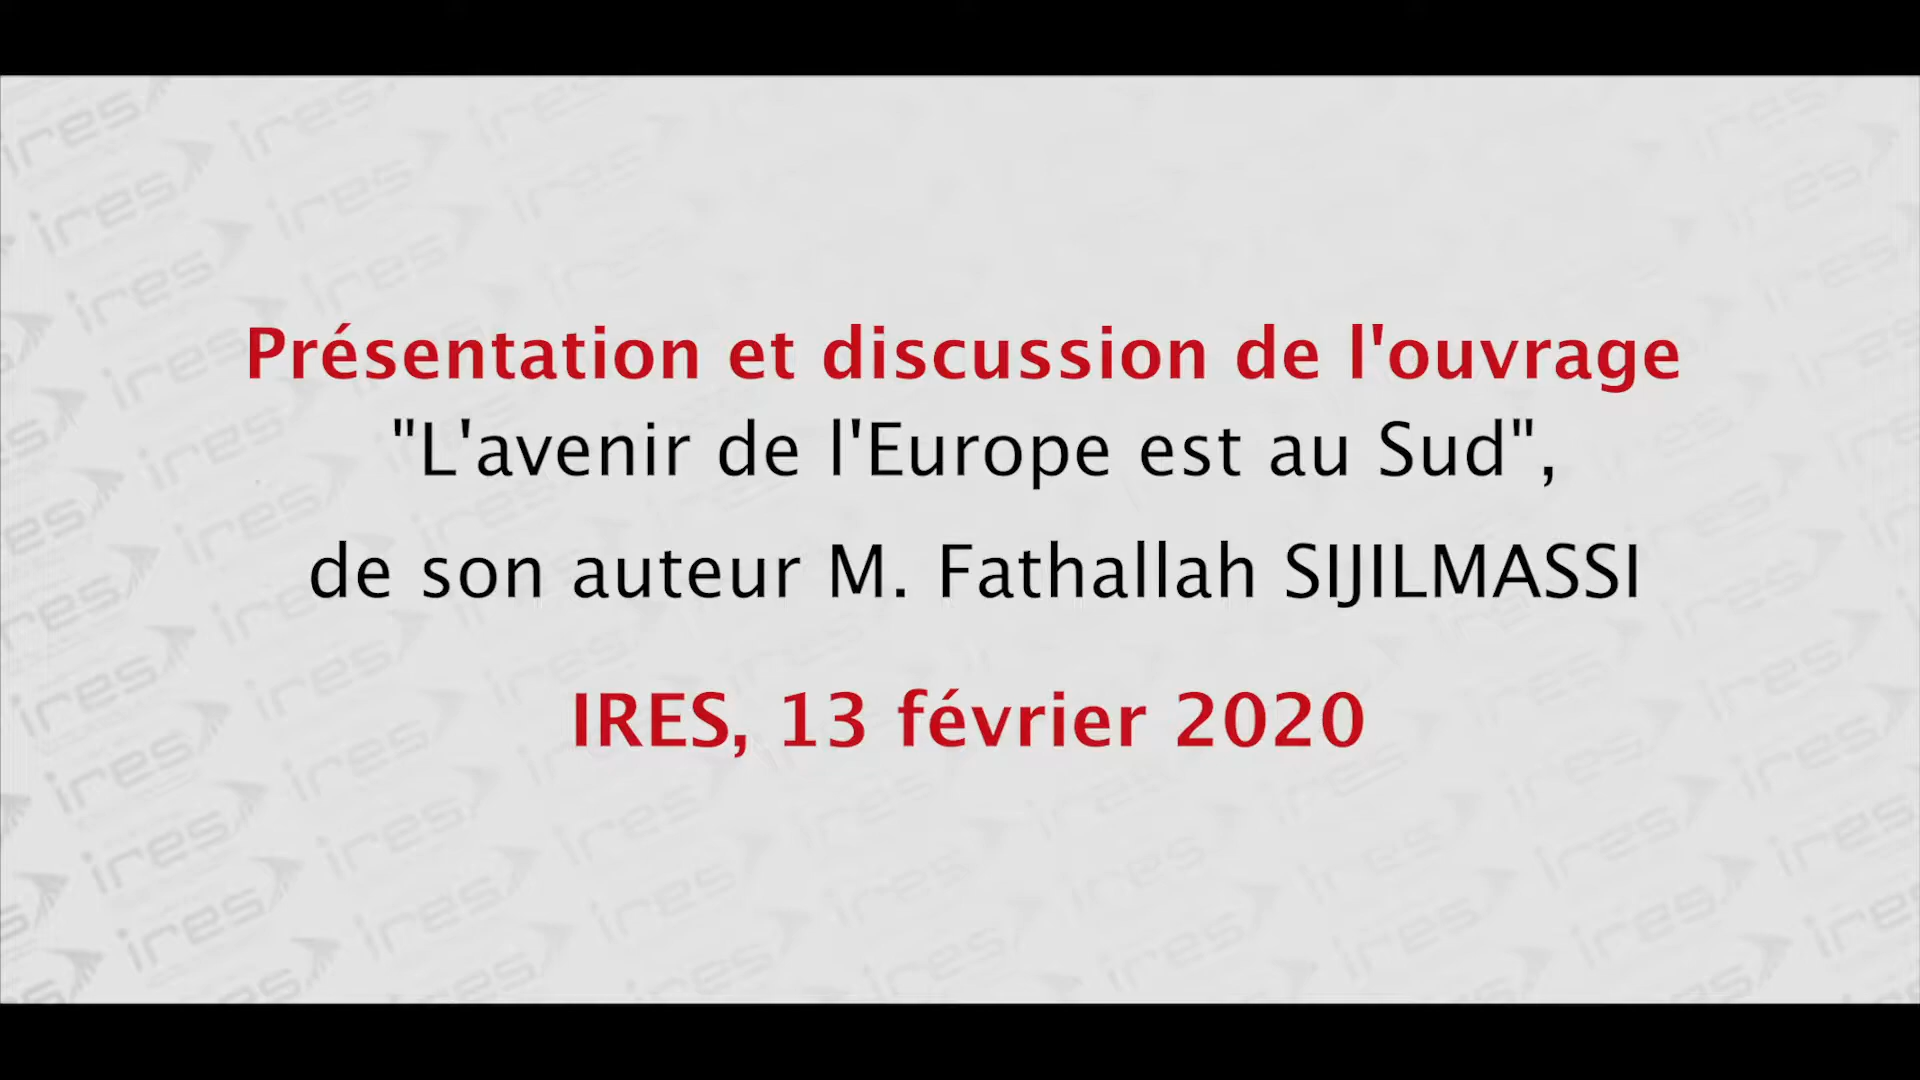 Présentation et discussion de l'ouvrage
"L'avenir de l'Europe est au Sud",
de son auteur M. Fathallah SIJILMASSI
IRES, 13 février 2020